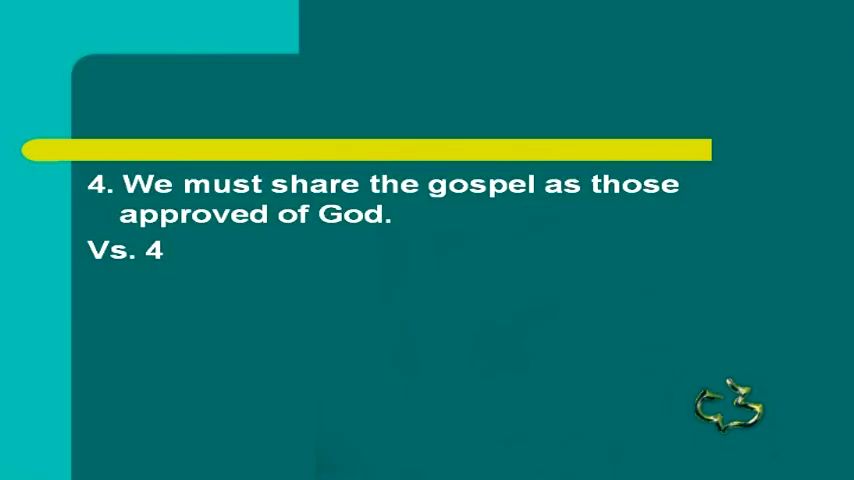 4. We must share the gospel as those
approved of God.
Vs. 4